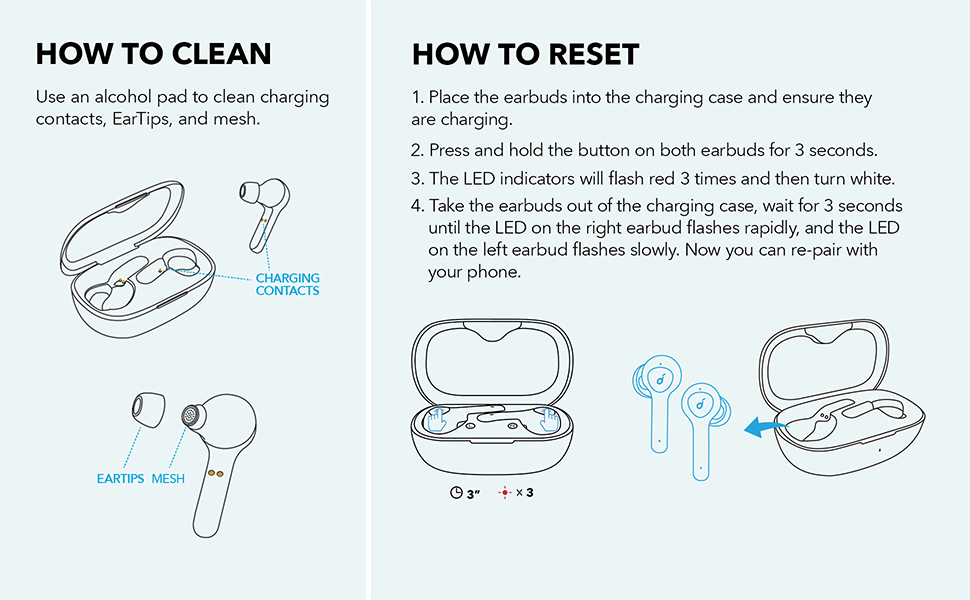 HOW TO CLEAN
Use an alcohol pad to clean charging
contacts, EarTips, and mesh.
CHARGING
CONTACTS
EARTIPS MESH
HOW TO RESET
1. Place the earbuds into the charging case and ensure they
are charging.
2. Press and hold the button on both earbuds for 3 seconds.
3. The LED indicators will flash red 3 times and then turn white.
4. Take the earbuds out of the charging case, wait for 3 seconds
until the LED on the right earbud flashes rapidly, and the LED
on the left earbud flashes slowly. Now you can re-pair with
your phone.
3” x 3